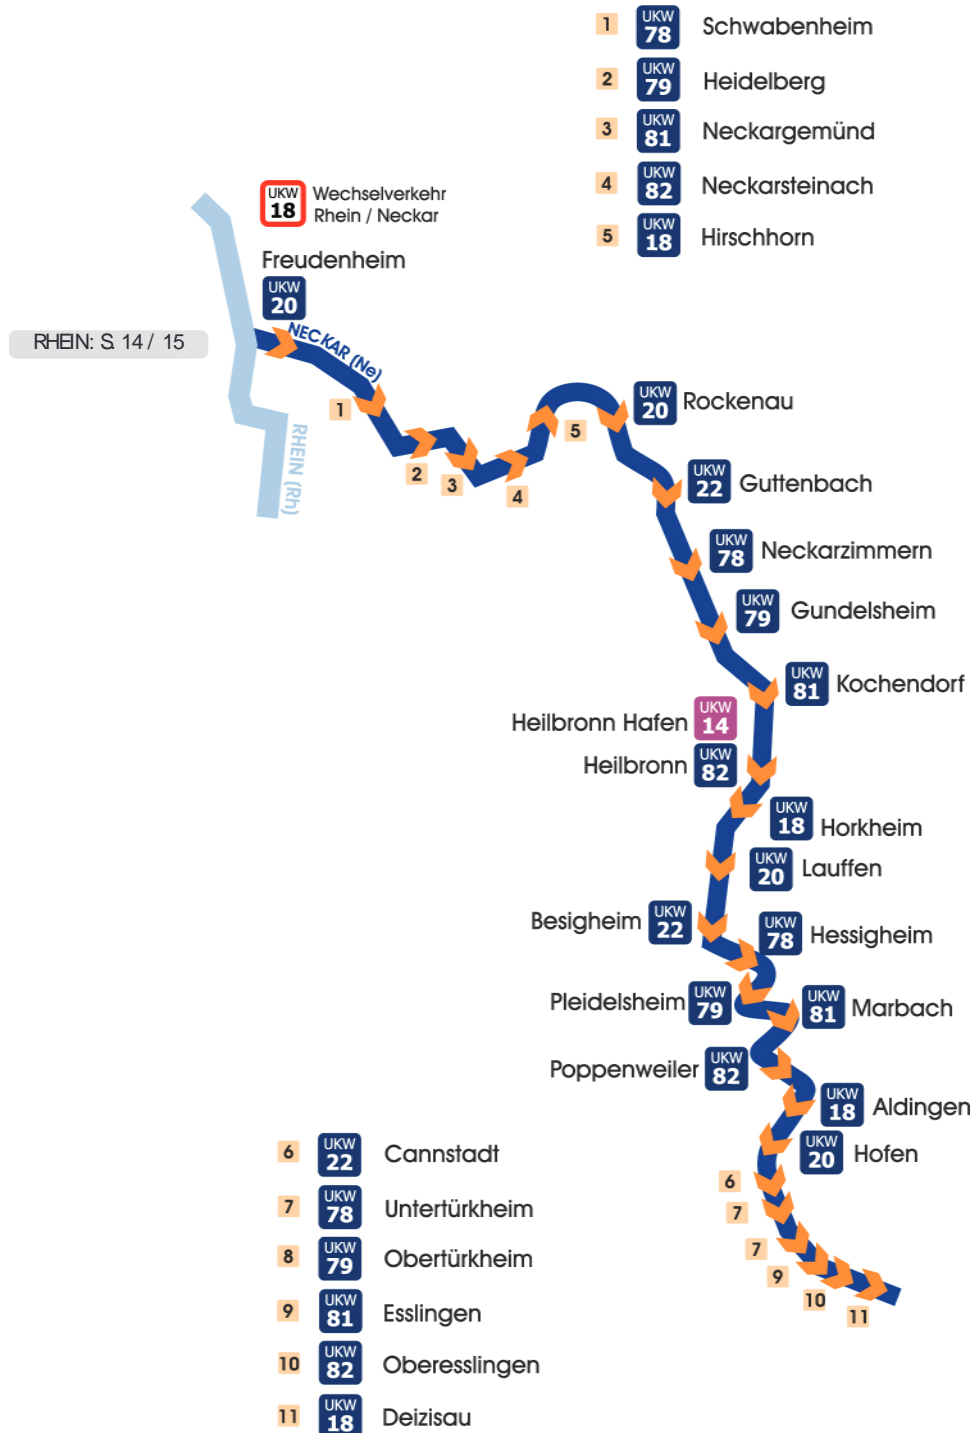 1 UKW 78 Schwabenheim
2 UKW 79 Heidelberg
3 UKW 81 Neckargemünd
4 UKW 82 Neckarsteinach
5 UKW 18 Hirschhorn
UKW 18 Wechselverkehr
Rhein / Neckar
Freudenheim
UKW 20
RHEIN: S. 14 / 15
NECKAR (Ne)
RHEIN (Rh)
1
2
3
4
5
UKW 20 Rockenau
UKW 22 Guttenbach
UKW 78 Neckarzimmern
UKW 79 Gundelsheim
UKW 81 Kochendorf
Heilbronn Hafen UKW 14
Heilbronn UKW 82
UKW 18 Horkheim
UKW 20 Lauffen
Besigheim UKW 22
UKW 78 Hessigheim
Pleidelsheim UKW 79
UKW 81 Marbach
Poppenweiler UKW 82
UKW 18 Aldingen
UKW 20 Hofen
6
7
7
9
10
11
6 UKW 22 Cannstadt
7 UKW 78 Untertürkheim
8 UKW 79 Obertürkheim
9 UKW 81 Esslingen
10 UKW 82 Oberesslingen
11 UKW 18 Deizisau